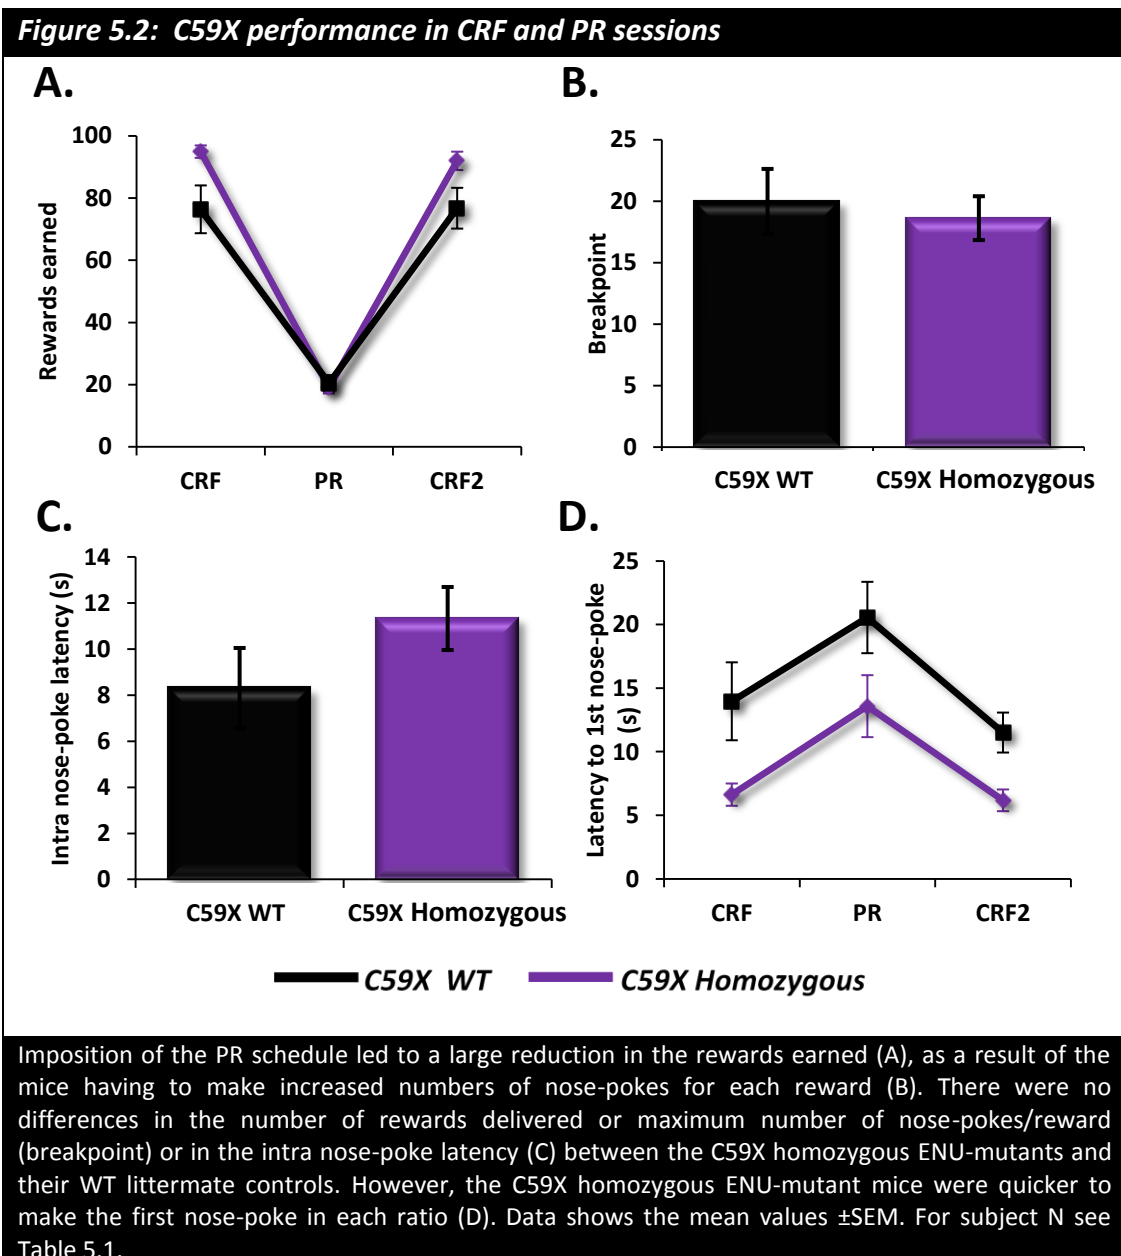 Figure 5.2: C59X performance in CRF and PR sessions
A.
Rewards earned
100
80
60
40
20
0
CRF PR CRF2
B.
Breakpoint
25
20
15
10
5
0
C59X WT C59X Homozygous
C.
Intra nose-poke latency (s)
14
12
10
8
6
4
2
0
C59X WT C59X Homozygous
D.
Latency to 1st nose-poke
(s)
25
20
15
10
5
0
CRF PR CRF2
C59X WT C59X Homozygous
Imposition of the PR schedule led to a large reduction in the rewards earned (A), as a result of the
mice having to make increased numbers of nose-pokes for each reward (B). There were no
differences in the number of rewards delivered or maximum number of nose-pokes/reward
(breakpoint) or in the intra nose-poke latency (C) between the C59X homozygous ENU-mutants and
their WT littermate controls. However, the C59X homozygous ENU-mutant mice were quicker to
make the first nose-poke in each ratio (D). Data shows the mean values ±SEM. For subject N see
Table 5.1.